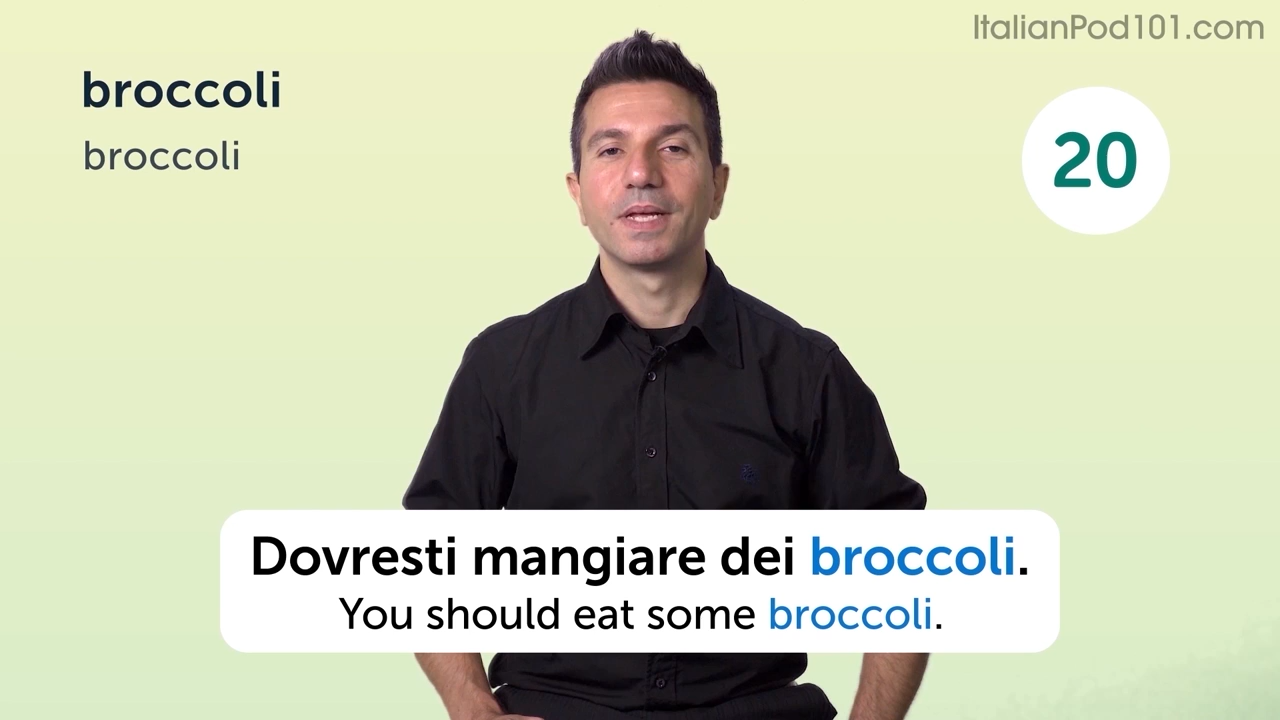 ItalianPod101.com
broccoli
broccoli
20
Dovresti mangiare dei broccoli.
You should eat some broccoli.